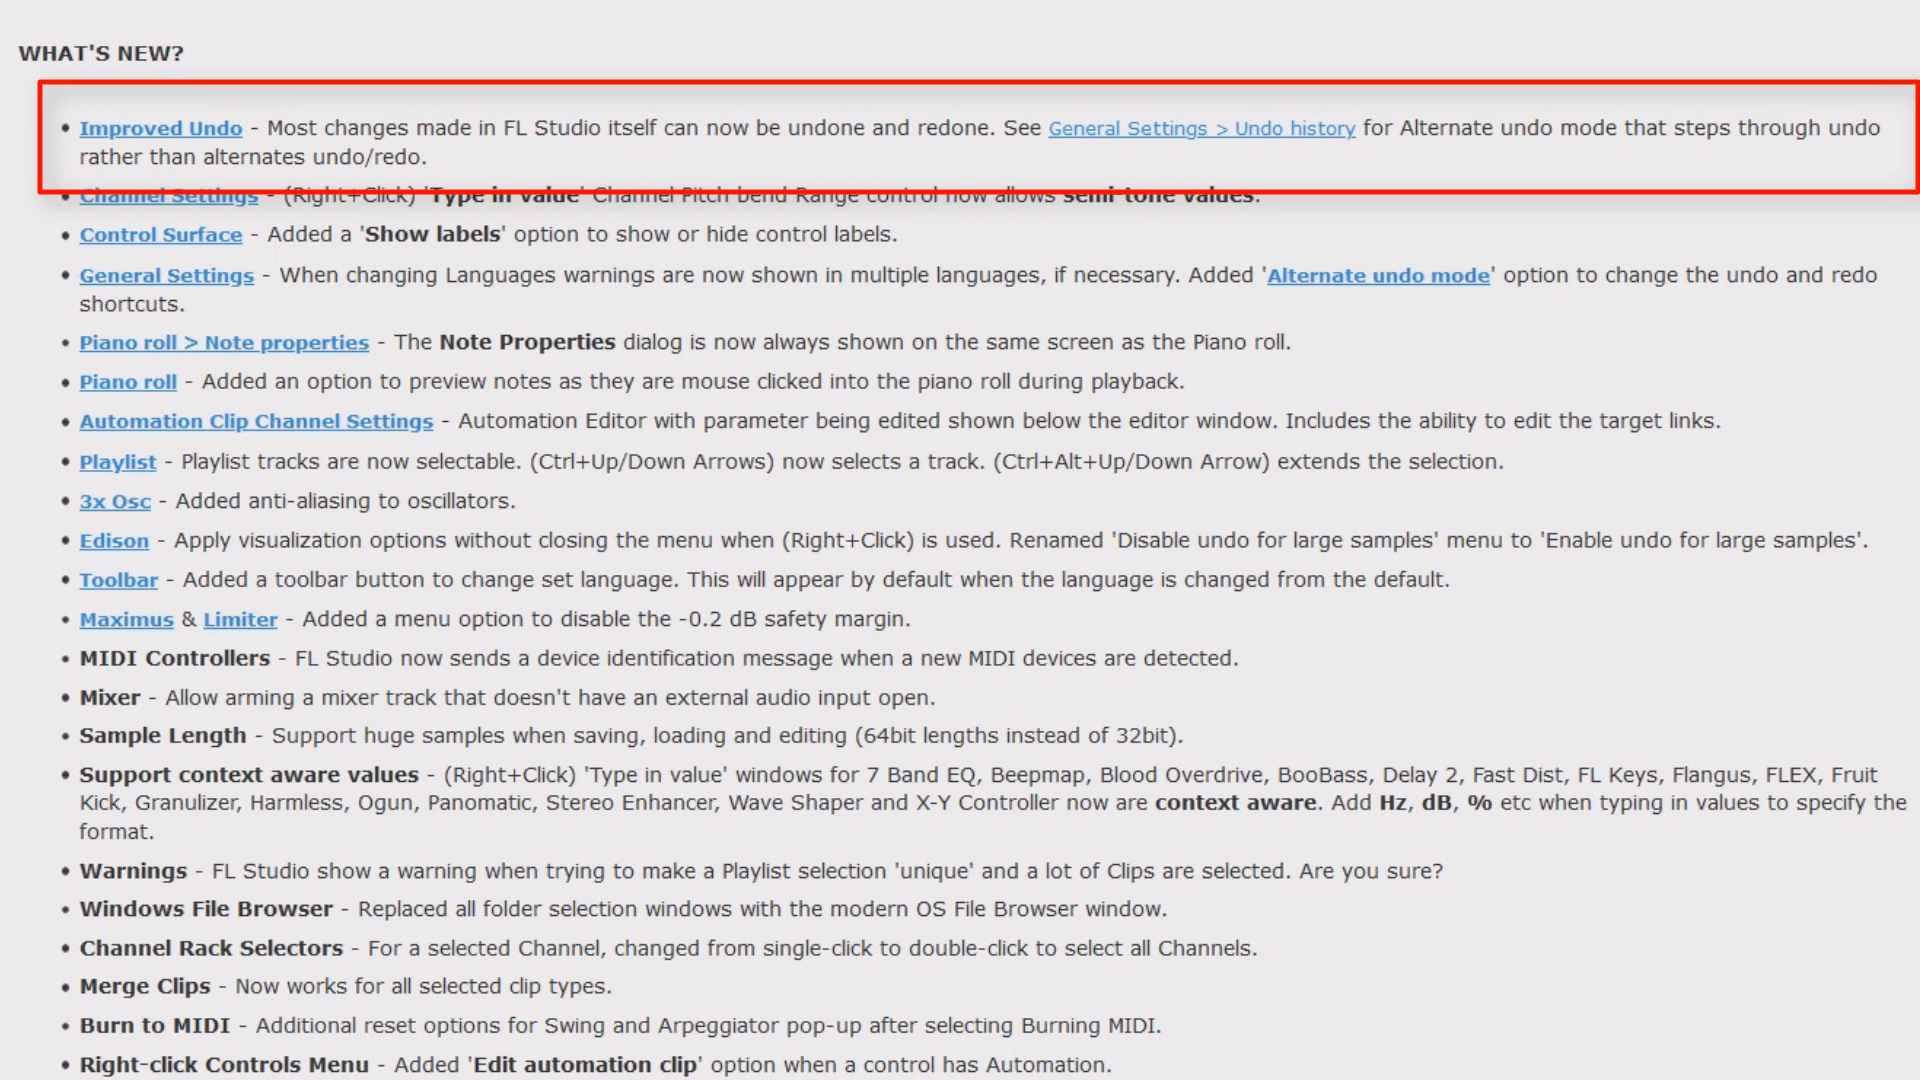 WHAT'S NEW?
• Improved Undo - Most changes made in FL Studio itself can now be undone and redone. See General Settings > Undo history for Alternate undo mode that steps through undo
rather than alternates undo/redo.
• Channel Settings - (Right+Click) 'Type in value' Channel Pitch bend Range control now allows semi-tone values.
• Control Surface - Added a 'Show labels' option to show or hide control labels.
• General Settings - When changing Languages warnings are now shown in multiple languages, if necessary. Added 'Alternate undo mode' option to change the undo and redo
shortcuts.
• Piano roll > Note properties - The Note Properties dialog is now always shown on the same screen as the Piano roll.
• Piano roll - Added an option to preview notes as they are mouse clicked into the piano roll during playback.
• Automation Clip Channel Settings - Automation Editor with parameter being edited shown below the editor window. Includes the ability to edit the target links.
• Playlist - Playlist tracks are now selectable. (Ctrl+Up/Down Arrows) now selects a track. (Ctrl+Alt+Up/Down Arrow) extends the selection.
• 3x Osc - Added anti-aliasing to oscillators.
• Edison - Apply visualization options without closing the menu when (Right+Click) is used. Renamed 'Disable undo for large samples' menu to 'Enable undo for large samples'.
• Toolbar - Added a toolbar button to change set language. This will appear by default when the language is changed from the default.
• Maximus & Limiter - Added a menu option to disable the -0.2 dB safety margin.
• MIDI Controllers - FL Studio now sends a device identification message when a new MIDI devices are detected.
• Mixer - Allow arming a mixer track that doesn't have an external audio input open.
• Sample Length - Support huge samples when saving, loading and editing (64bit lengths instead of 32bit).
• Support context aware values - (Right+Click) 'Type in value' windows for 7 Band EQ, Beepmap, Blood Overdrive, BooBass, Delay 2, Fast Dist, FL Keys, Flangus, FLEX, Fruit
Kick, Granulizer, Harmless, Ogun, Panomatic, Stereo Enhancer, Wave Shaper and X-Y Controller now are context aware. Add Hz, dB, % etc when typing in values to specify the
format.
• Warnings - FL Studio show a warning when trying to make a Playlist selection 'unique' and a lot of Clips are selected. Are you sure?
• Windows File Browser - Replaced all folder selection windows with the modern OS File Browser window.
• Channel Rack Selectors - For a selected Channel, changed from single-click to double-click to select all Channels.
• Merge Clips - Now works for all selected clip types.
• Burn to MIDI - Additional reset options for Swing and Arpeggiator pop-up after selecting Burning MIDI.
• Right-click Controls Menu - Added 'Edit automation clip' option when a control has Automation.